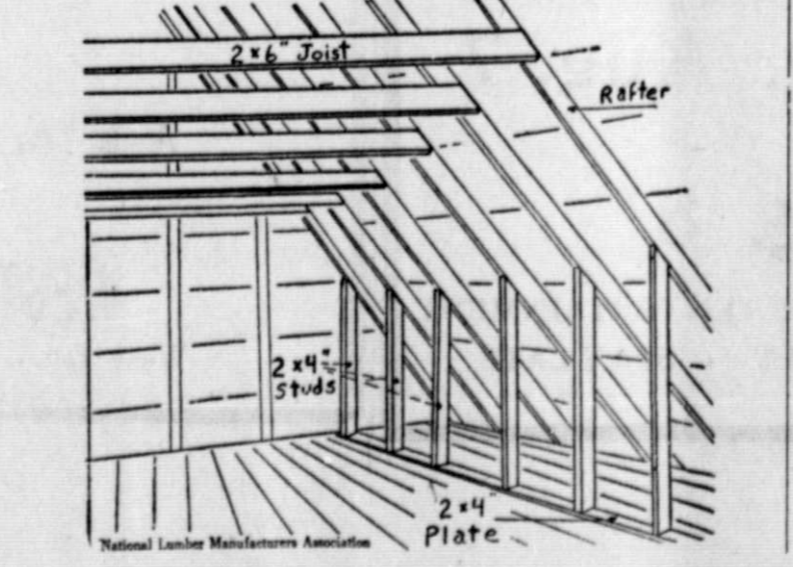 2×6" Joist
Rafter
2×4"
studs
2×4"
Plate
National Lumber Manufacturers Association